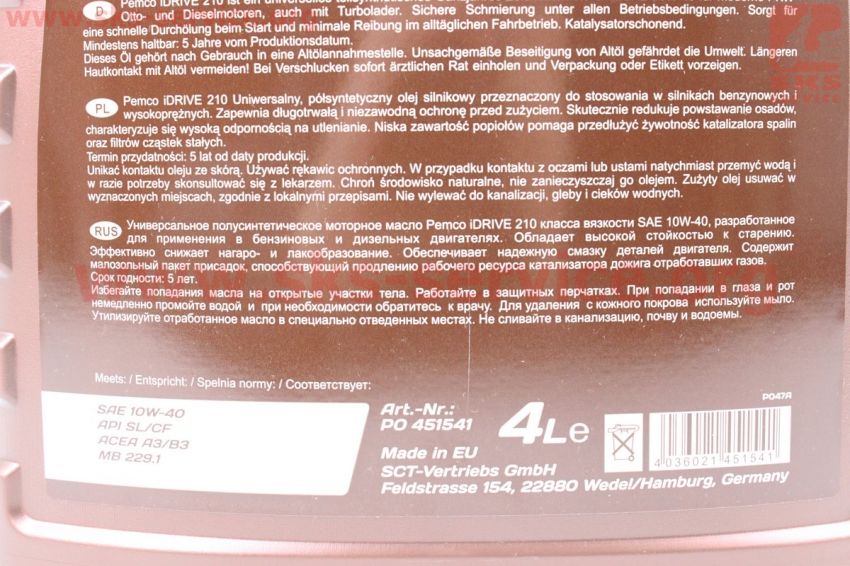 D Pemco iDRIVE 210 ist ein universelles
Otto- und Dieselmotoren, auch mit Turbolader. Sichere Schmierung unter allen Betriebsbedingungen. Sorgt für
eine schnelle Durchölung beim Start und minimale Reibung im alltäglichen Fahrbetrieb. Katalysatorschonend.
Mindestens haltbar: 5 Jahre vom Produktionsdatum.
Dieses Öl gehört nach Gebrauch in eine Altölannahmestelle. Unsachgemäße Beseitigung von Altöl gefährdet die Umwelt. Längeren
Hautkontakt mit Altöl vermeiden! Bei Verschlucken sofort ärztlichen Rat einholen und Verpackung oder Etikett vorzeigen.
PL Pemco iDRIVE 210 Uniwersalny, półsyntetyczny olej silnikowy przeznaczony do stosowania w silnikach benzynowych i
wysokoprężnych. Zapewnia długotrwałą i niezawodną ochronę przed zużyciem. Skutecznie redukuje powstawanie osadów,
charakteryzuje się wysoką odpornością na utlenianie. Niska zawartość popiołów pomaga przedłużyć żywotność katalizatora spalin
oraz filtrów cząstek stałych.
Termin przydatności: 5 lat od daty produkcji.
Unikać kontaktu oleju ze skórą. Używać rękawic ochronnych. W przypadku kontaktu z oczami lub ustami natychmiast przemyć wodą i
w razie potrzeby skonsultować się z lekarzem. Chroń środowisko naturalne, nie zanieczyszczaj go olejem. Zużyty olej usuwać w
wyznaczonych miejscach, zgodnie z lokalnymi przepisami. Nie wylewać do kanalizacji, gleby i cieków wodnych.
RUS Универсальное полусинтетическое моторное масло Pemco iDRIVE 210 класса вязкости SAE 10W-40, разработанное
для применения в бензиновых и дизельных двигателях. Обладает высокой стойкостью к старению.
Эффективно снижает нагаро- и лакообразование. Обеспечивает надежную смазку деталей двигателя. Содержит
малозольный пакет присадок, способствующий продлению рабочего ресурса катализатора дожига отработавших газов.
Срок годности: 5 лет.
Избегайте попадания масла на открытые участки тела. Работайте в защитных перчатках. При попадании в глаза и рот
немедленно промойте водой и при необходимости обратитесь к врачу. Для удаления с кожного покрова используйте мыло.
Утилизируйте отработанное масло в специально отведенных местах. Не сливайте в канализацию, почву и водоемы.
Meets: / Entspricht: / Spełnia normy: / Соответствует:
PO47A
SAE 10W-40
API SL/CF
ACEA A3/B3
MB 229.1
Art.-Nr.:
PO 451541
4L e
Made in EU
SCT-Vertriebs GmbH
Feldstrasse 154, 22880 Wedel/Hamburg, Germany
4 036021 451541